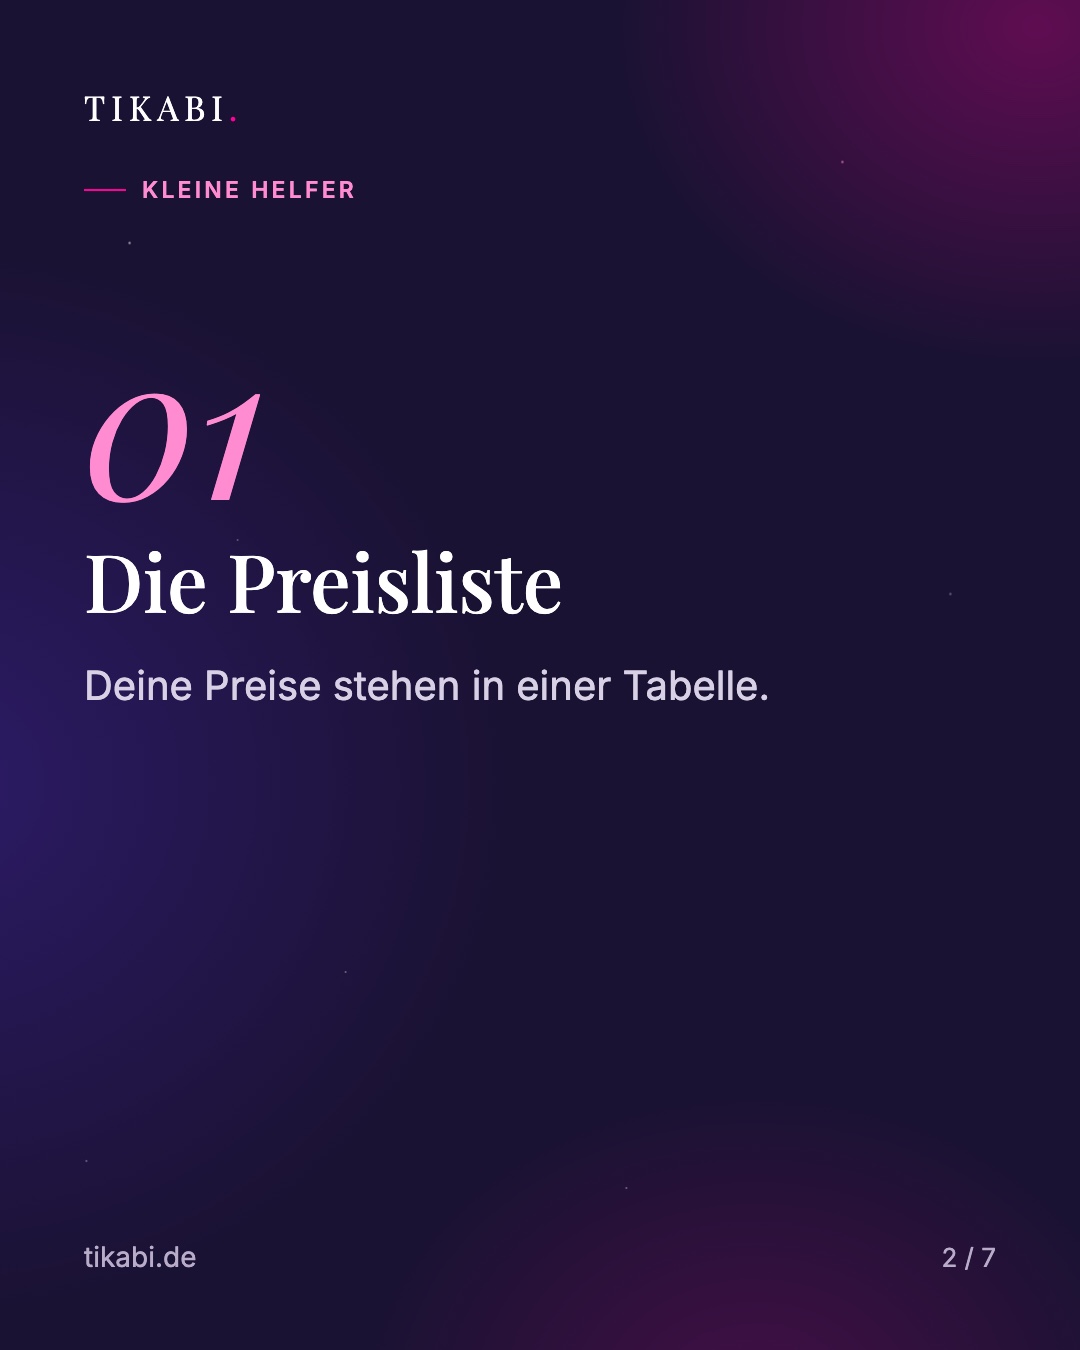 TIKABI.
KLEINE HELFER
01
Die Preisliste
Deine Preise stehen in einer Tabelle.
tikabi.de
2 / 7